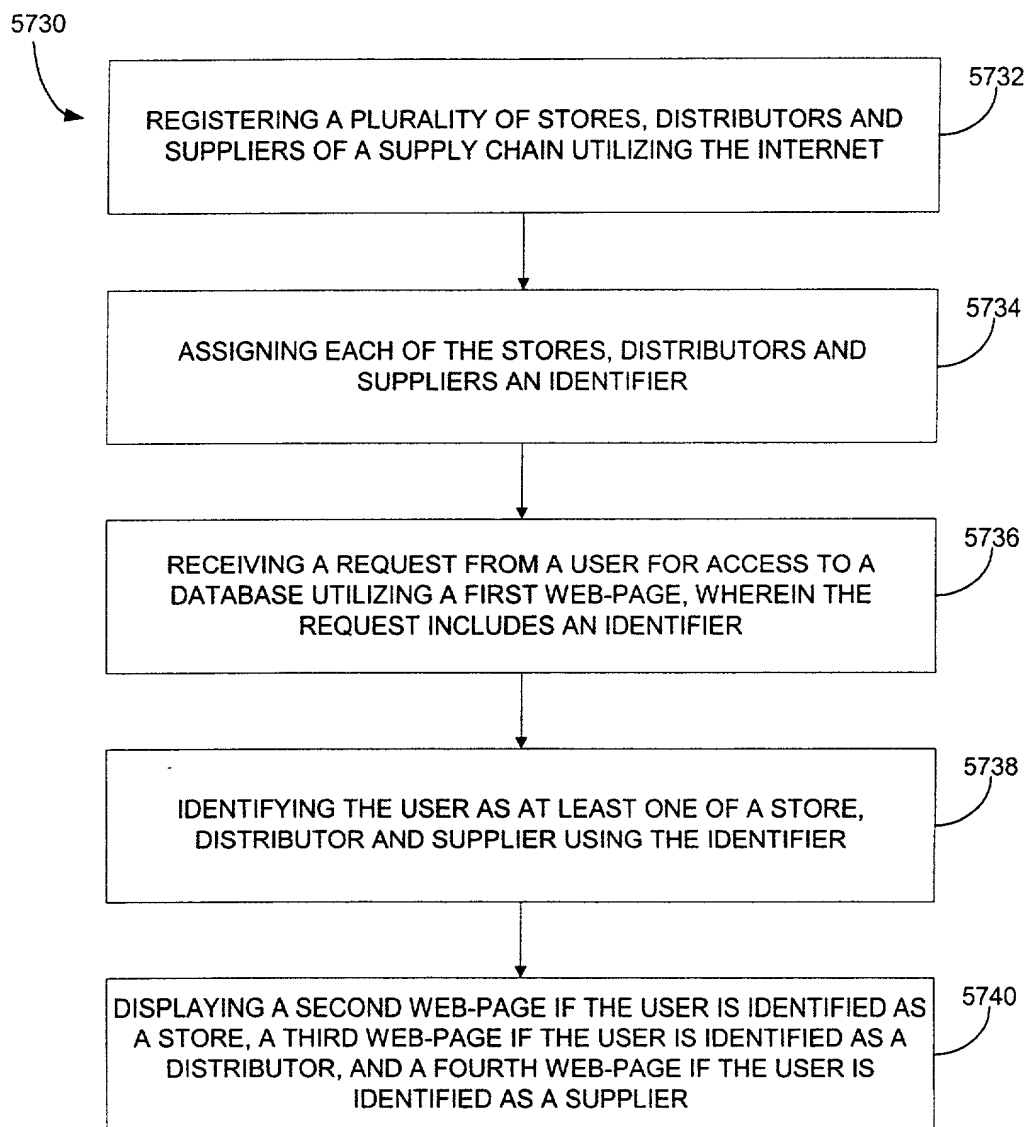 5730
5732
REGISTERING A PLURALITY OF STORES, DISTRIBUTORS AND
SUPPLIERS OF A SUPPLY CHAIN UTILIZING THE INTERNET
5734
ASSIGNING EACH OF THE STORES, DISTRIBUTORS AND
SUPPLIERS AN IDENTIFIER
5736
RECEIVING A REQUEST FROM A USER FOR ACCESS TO A
DATABASE UTILIZING A FIRST WEB-PAGE, WHEREIN THE
REQUEST INCLUDES AN IDENTIFIER
5738
IDENTIFYING THE USER AS AT LEAST ONE OF A STORE,
DISTRIBUTOR AND SUPPLIER USING THE IDENTIFIER
5740
DISPLAYING A SECOND WEB-PAGE IF THE USER IS IDENTIFIED AS
A STORE, A THIRD WEB-PAGE IF THE USER IS IDENTIFIED AS A
DISTRIBUTOR, AND A FOURTH WEB-PAGE IF THE USER IS
IDENTIFIED AS A SUPPLIER